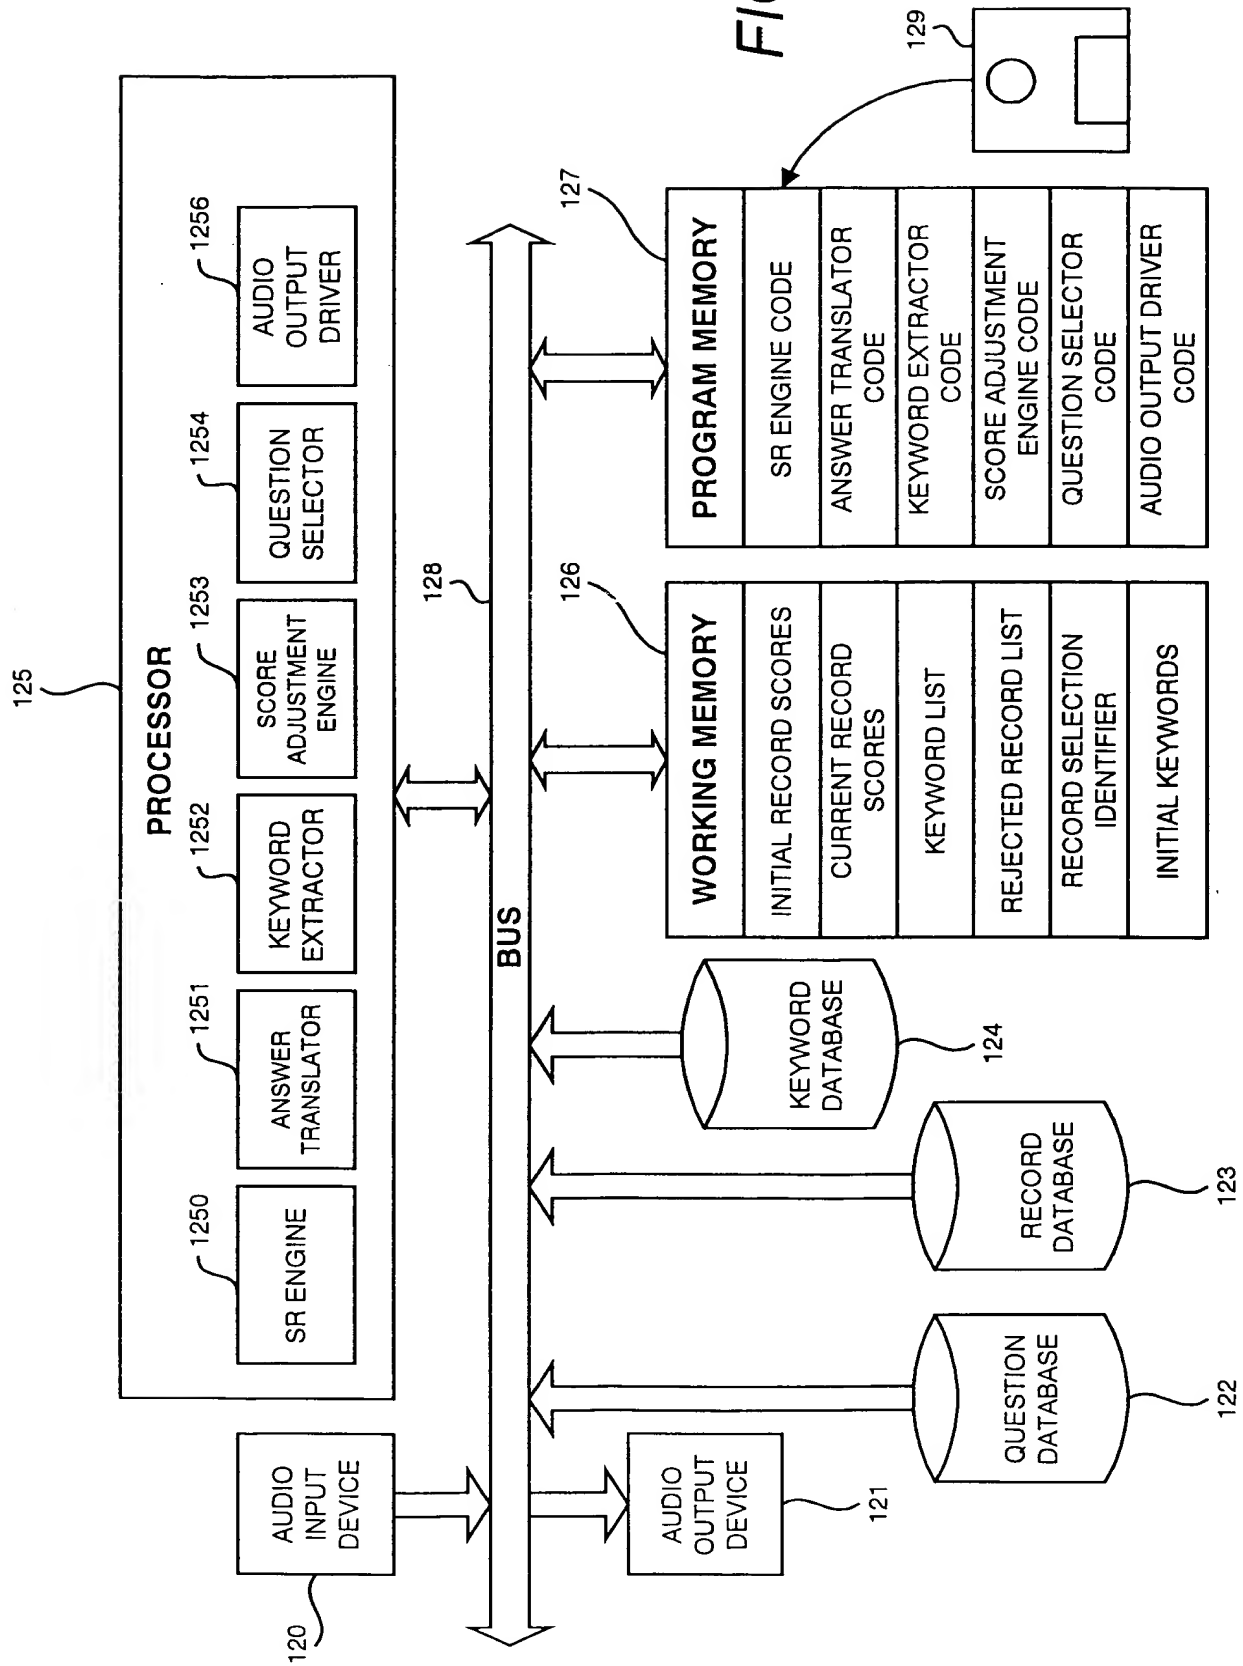 FIG
125
PROCESSOR
1250
SR ENGINE
1251
ANSWER
TRANSLATOR
1252
KEYWORD
EXTRACTOR
1253
SCORE
ADJUSTMENT
ENGINE
1254
QUESTION
SELECTOR
1256
AUDIO
OUTPUT
DRIVER
120
AUDIO
INPUT
DEVICE
128
BUS
AUDIO
OUTPUT
DEVICE
121
QUESTION
DATABASE
122
RECORD
DATABASE
123
KEYWORD
DATABASE
124
126
WORKING MEMORY
INITIAL RECORD SCORES
CURRENT RECORD
SCORES
KEYWORD LIST
REJECTED RECORD LIST
RECORD SELECTION
IDENTIFIER
INITIAL KEYWORDS
127
PROGRAM MEMORY
SR ENGINE CODE
ANSWER TRANSLATOR
CODE
KEYWORD EXTRACTOR
CODE
SCORE ADJUSTMENT
ENGINE CODE
QUESTION SELECTOR
CODE
AUDIO OUTPUT DRIVER
CODE
129